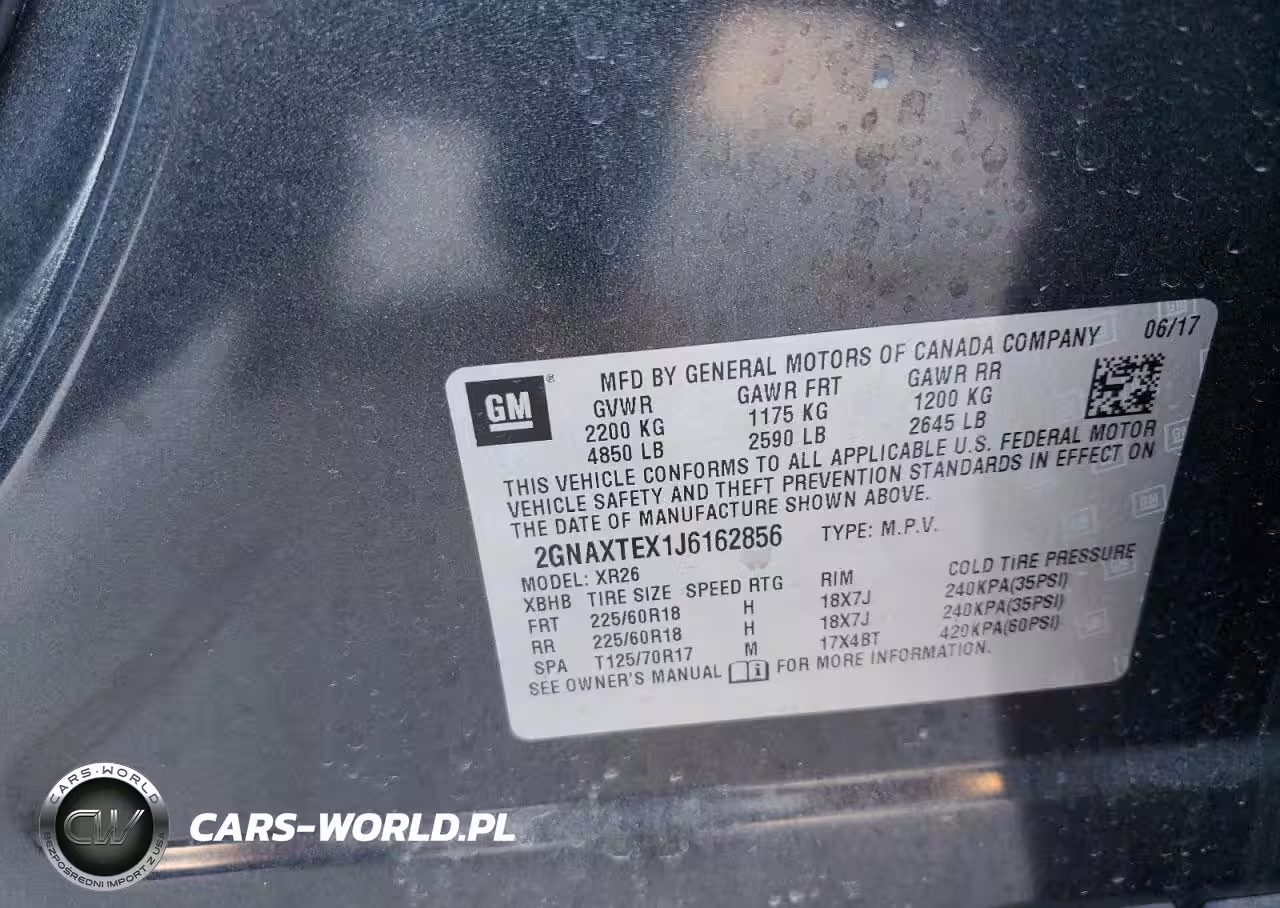 06/17
GM
®
MFD BY GENERAL MOTORS OF CANADA COMPANY
GVWR GAWR FRT GAWR RR
2200 KG 1175 KG 1200 KG
4850 LB 2590 LB 2645 LB
THIS VEHICLE CONFORMS TO ALL APPLICABLE U.S. FEDERAL MOTOR
VEHICLE SAFETY AND THEFT PREVENTION STANDARDS IN EFFECT ON
THE DATE OF MANUFACTURE SHOWN ABOVE.
2GNAXTEX1J6162856 TYPE: M.P.V.
MODEL: XR26
XBHB TIRE SIZE SPEED RTG RIM COLD TIRE PRESSURE
FRT 225/60R18 H 18X7J 240KPA(35PSI)
RR 225/60R18 H 18X7J 240KPA(35PSI)
SPA T125/70R17 M 17X4BT 420KPA(60PSI)
SEE OWNER'S MANUAL i FOR MORE INFORMATION.
CARS-WORLD
CW
BEZPOŚREDNI IMPORT Z USA
CARS-WORLD.PL